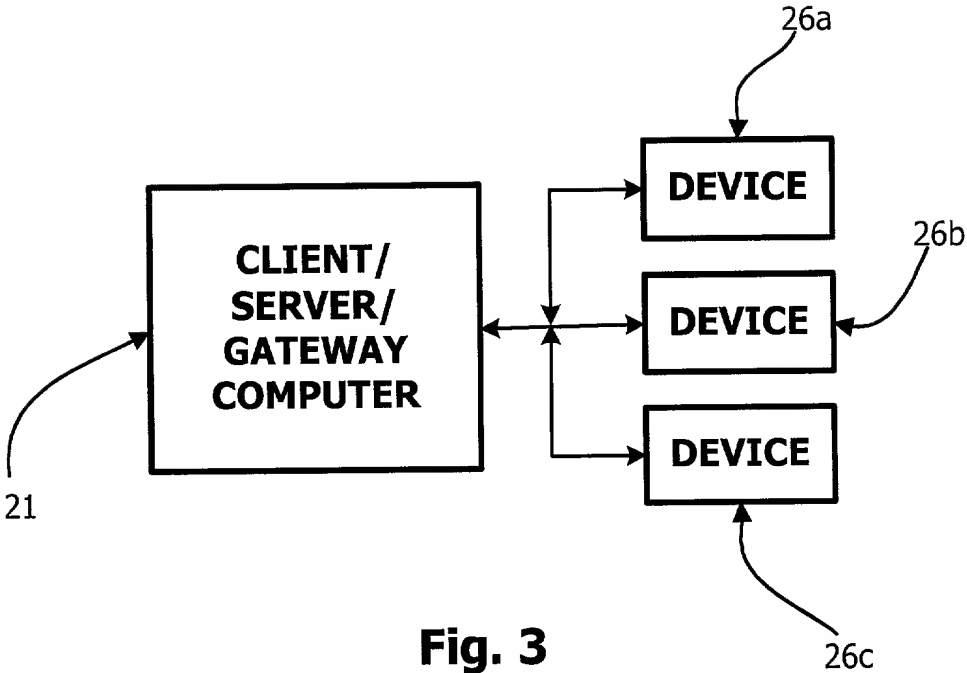 26a
DEVICE
26b
CLIENT/
SERVER/
GATEWAY
COMPUTER
DEVICE
DEVICE
21
26c
Fig. 3